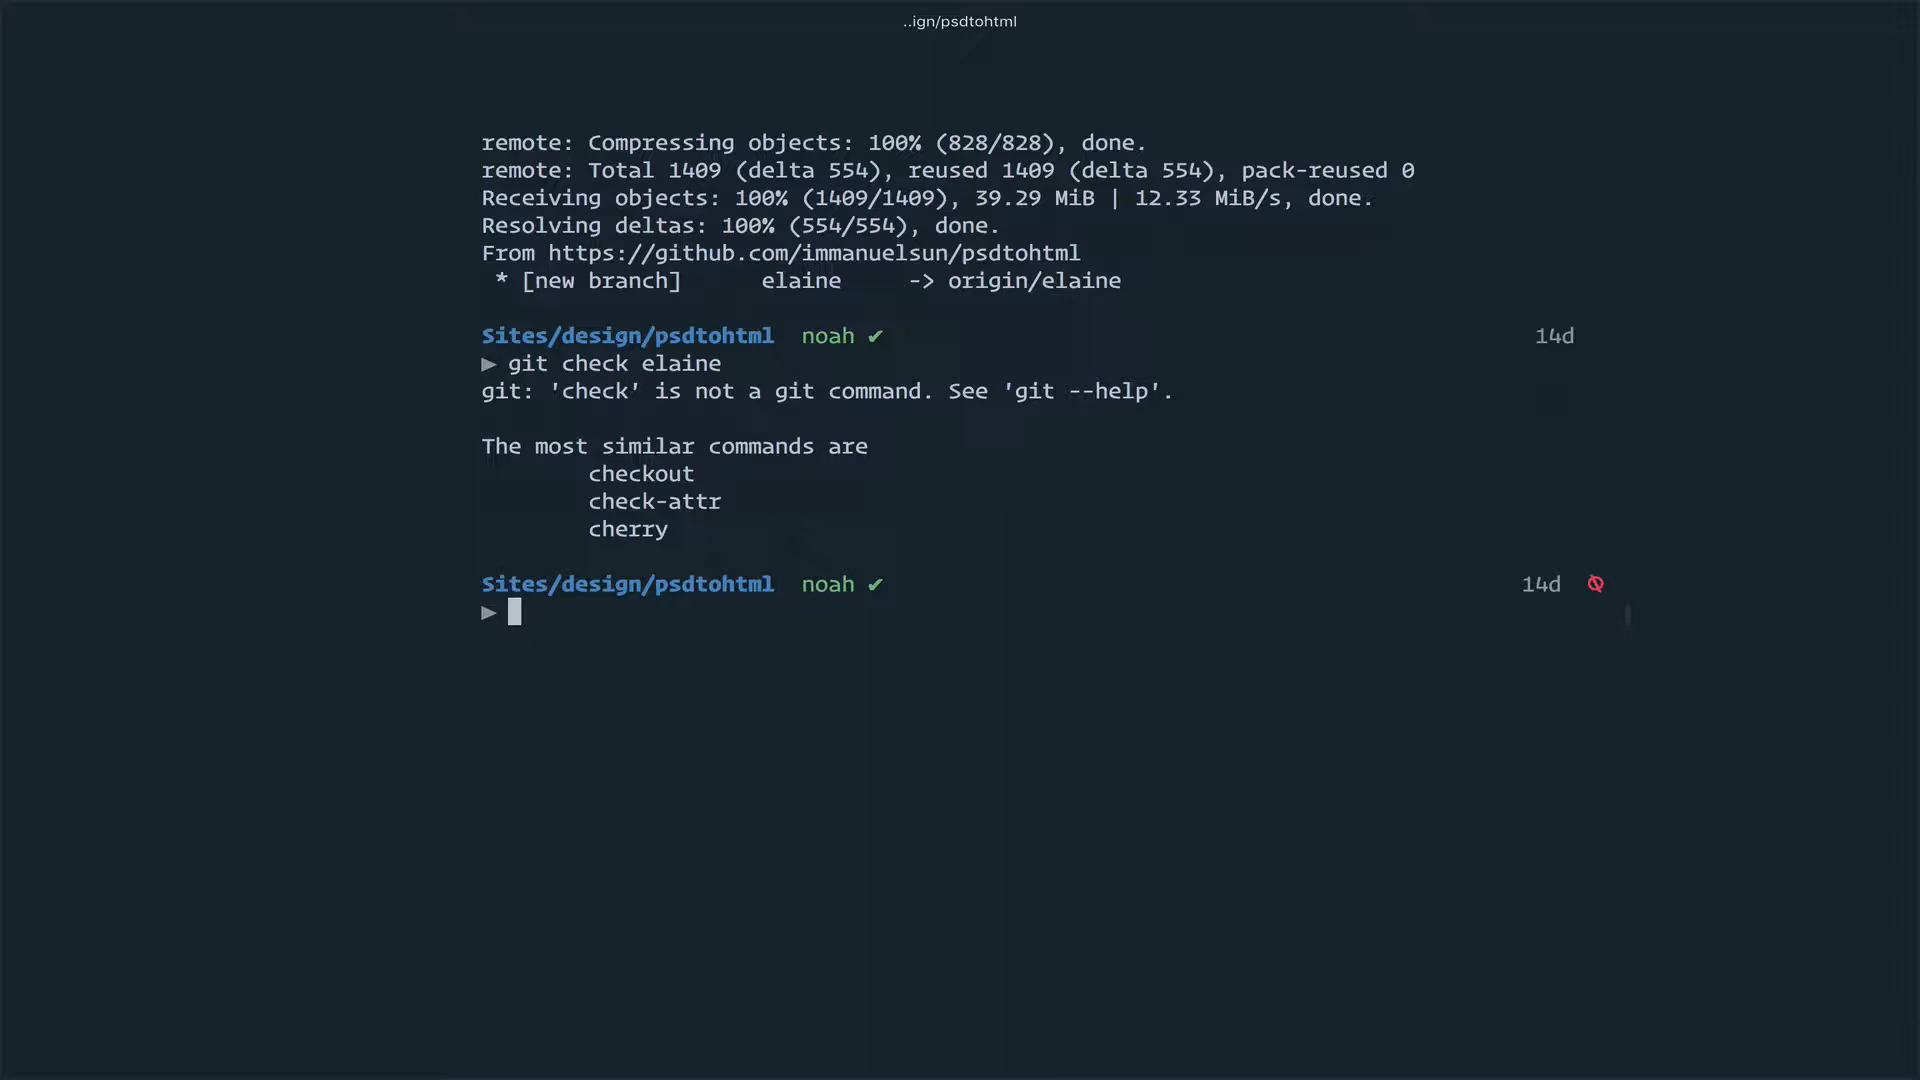 ..ign/psdtohtml
remote: Compressing objects: 100% (828/828), done.
remote: Total 1409 (delta 554), reused 1409 (delta 554), pack-reused 0
Receiving objects: 100% (1409/1409), 39.29 MiB | 12.33 MiB/s, done.
Resolving deltas: 100% (554/554), done.
From https://github.com/immanuelsun/psdtohtml
 * [new branch]      elaine     -> origin/elaine
Sites/design/psdtohtml  noah ✔ 14d
▶ git check elaine
git: 'check' is not a git command. See 'git --help'.
The most similar commands are
checkout
check-attr
cherry
Sites/design/psdtohtml  noah ✔ 14d
▶